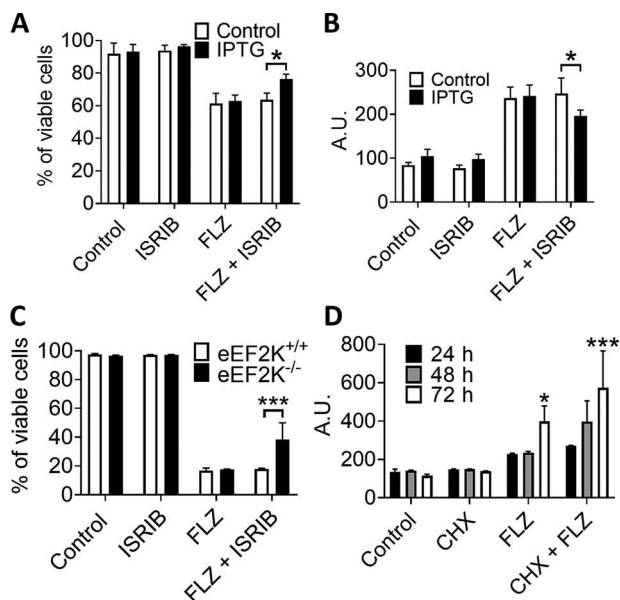 A
Control
IPTG
*
% of viable cells
100
80
60
40
20
0
Control
ISRIB
FLZ
FLZ + ISRIB
B
Control
IPTG
*
A.U.
300
200
100
0
Control
ISRIB
FLZ
FLZ + ISRIB
C
eEF2K+/+
eEF2K-/-
***
% of viable cells
100
80
60
40
20
0
Control
ISRIB
FLZ
FLZ + ISRIB
D
24 h
48 h
72 h
*
***
A.U.
800
600
400
200
0
Control
CHX
FLZ
CHX + FLZ